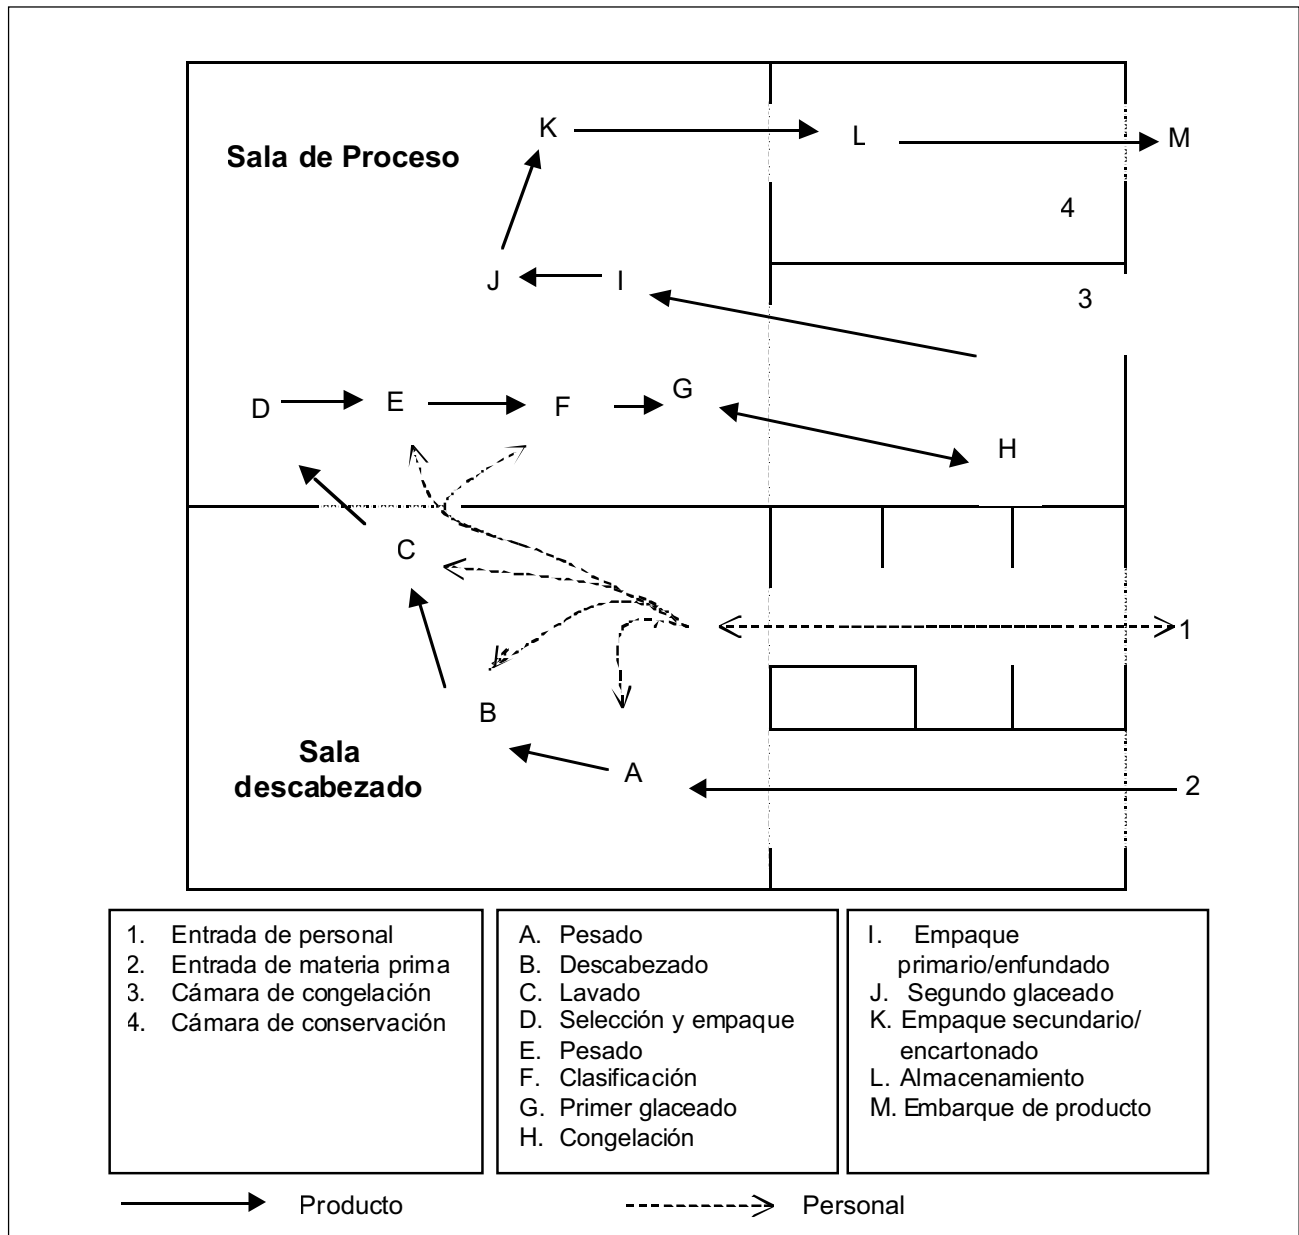 K
L
M
Sala de Proceso
4
J
I
3
D
E
F
G
H
C
1
B
Sala
descabezado
A
2
1. Entrada de personal
2. Entrada de materia prima
3. Cámara de congelación
4. Cámara de conservación
A. Pesado
B. Descabezado
C. Lavado
D. Selección y empaque
E. Pesado
F. Clasificación
G. Primer glaceado
H. Congelación
I. Empaque
primario/enfundado
J. Segundo glaceado
K. Empaque secundario/
encartonado
L. Almacenamiento
M. Embarque de producto
Producto
Personal